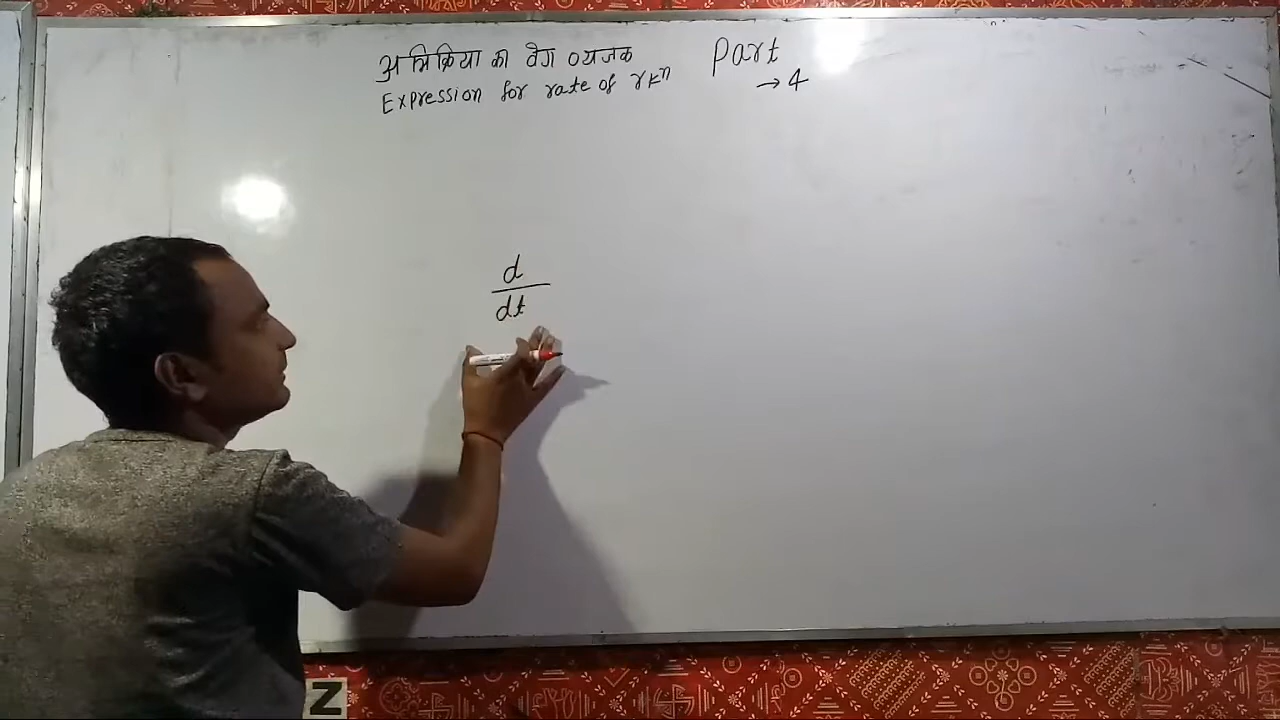 अभिक्रिया का वेग व्यंजक Part
Expression for rate of rxⁿ → 4
d
dt
N